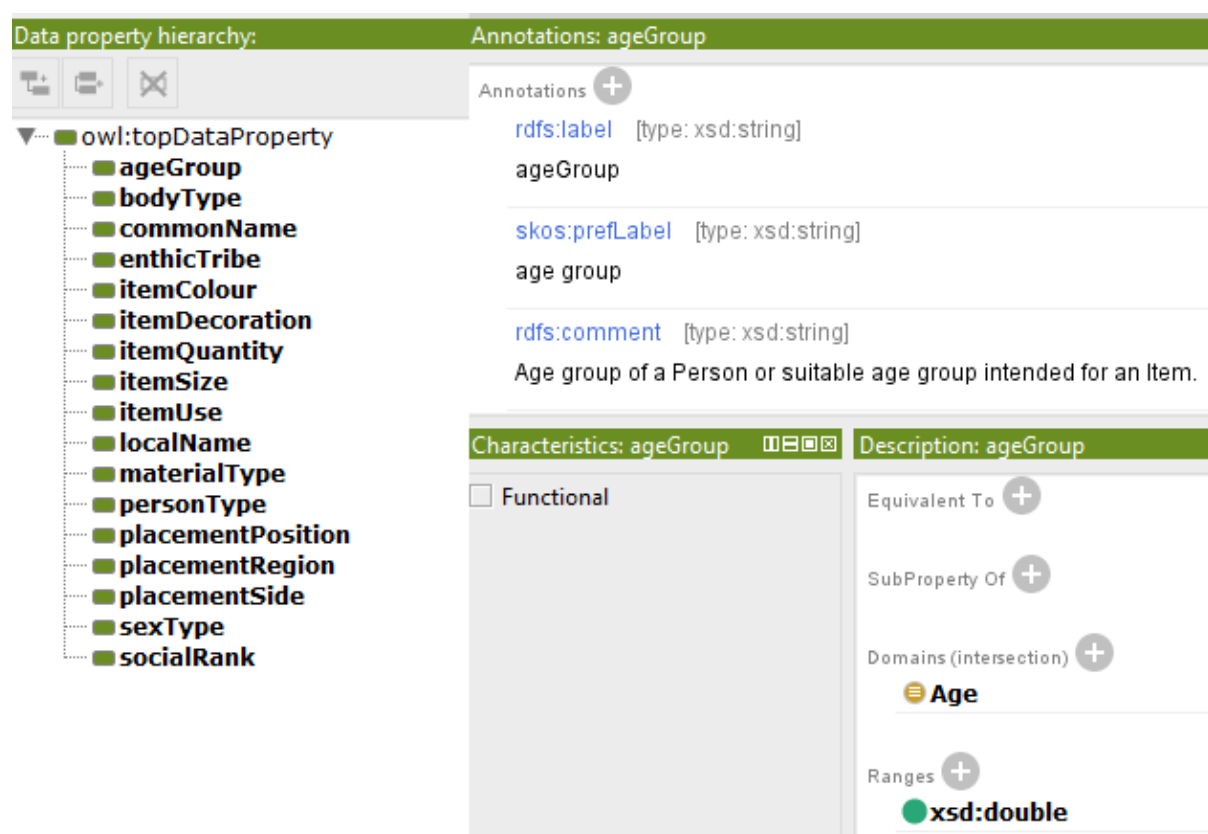 Data property hierarchy:
owl:topDataProperty
ageGroup
bodyType
commonName
enthicTribe
itemColour
itemDecoration
itemQuantity
itemSize
itemUse
localName
materialType
personType
placementPosition
placementRegion
placementSide
sexType
socialRank
Annotations: ageGroup
Annotations
rdfs:label [type: xsd:string]
ageGroup
skos:prefLabel [type: xsd:string]
age group
rdfs:comment [type: xsd:string]
Age group of a Person or suitable age group intended for an Item.
Characteristics: ageGroup
Functional
Description: ageGroup
Equivalent To
SubProperty Of
Domains (intersection)
Age
Ranges
xsd:double